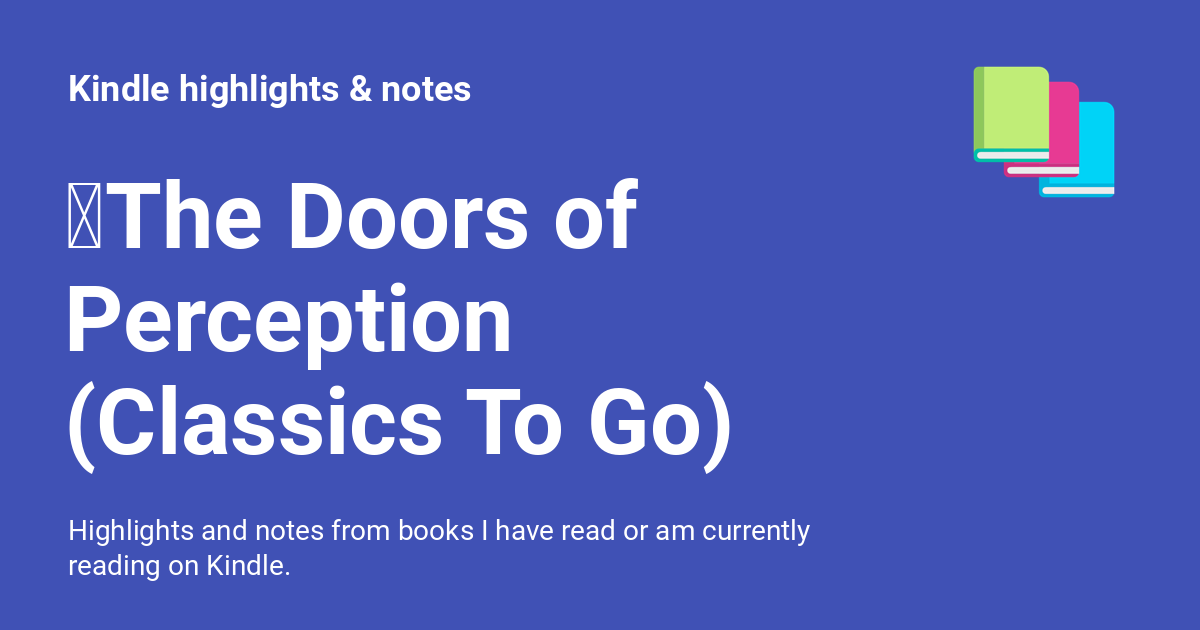 Kindle highlights & notes
The Doors of
Perception
(Classics To Go)
Highlights and notes from books I have read or am currently
reading on Kindle.